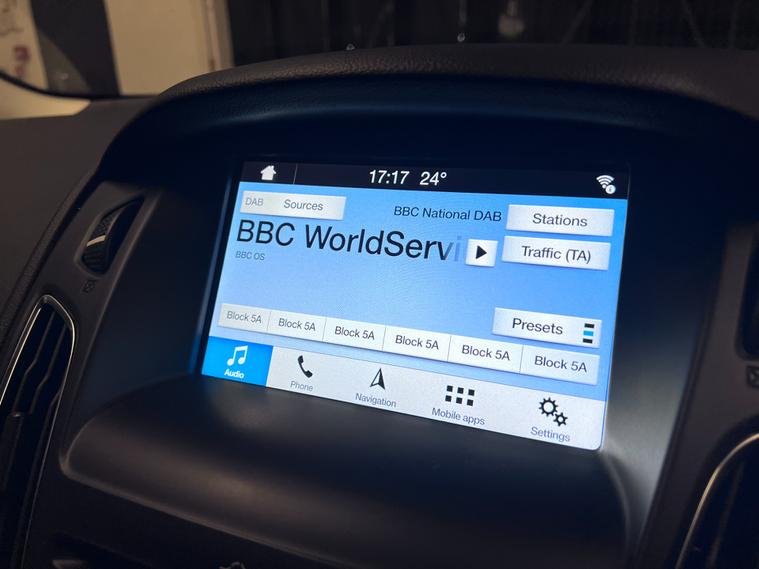 17:17 24°
DAB Sources
BBC National DAB
Stations
BBC WorldServi
Traffic (TA)
BBC OS
Presets
Block 5A Block 5A Block 5A Block 5A Block 5A Block 5A
Audio Phone Navigation Mobile apps Settings